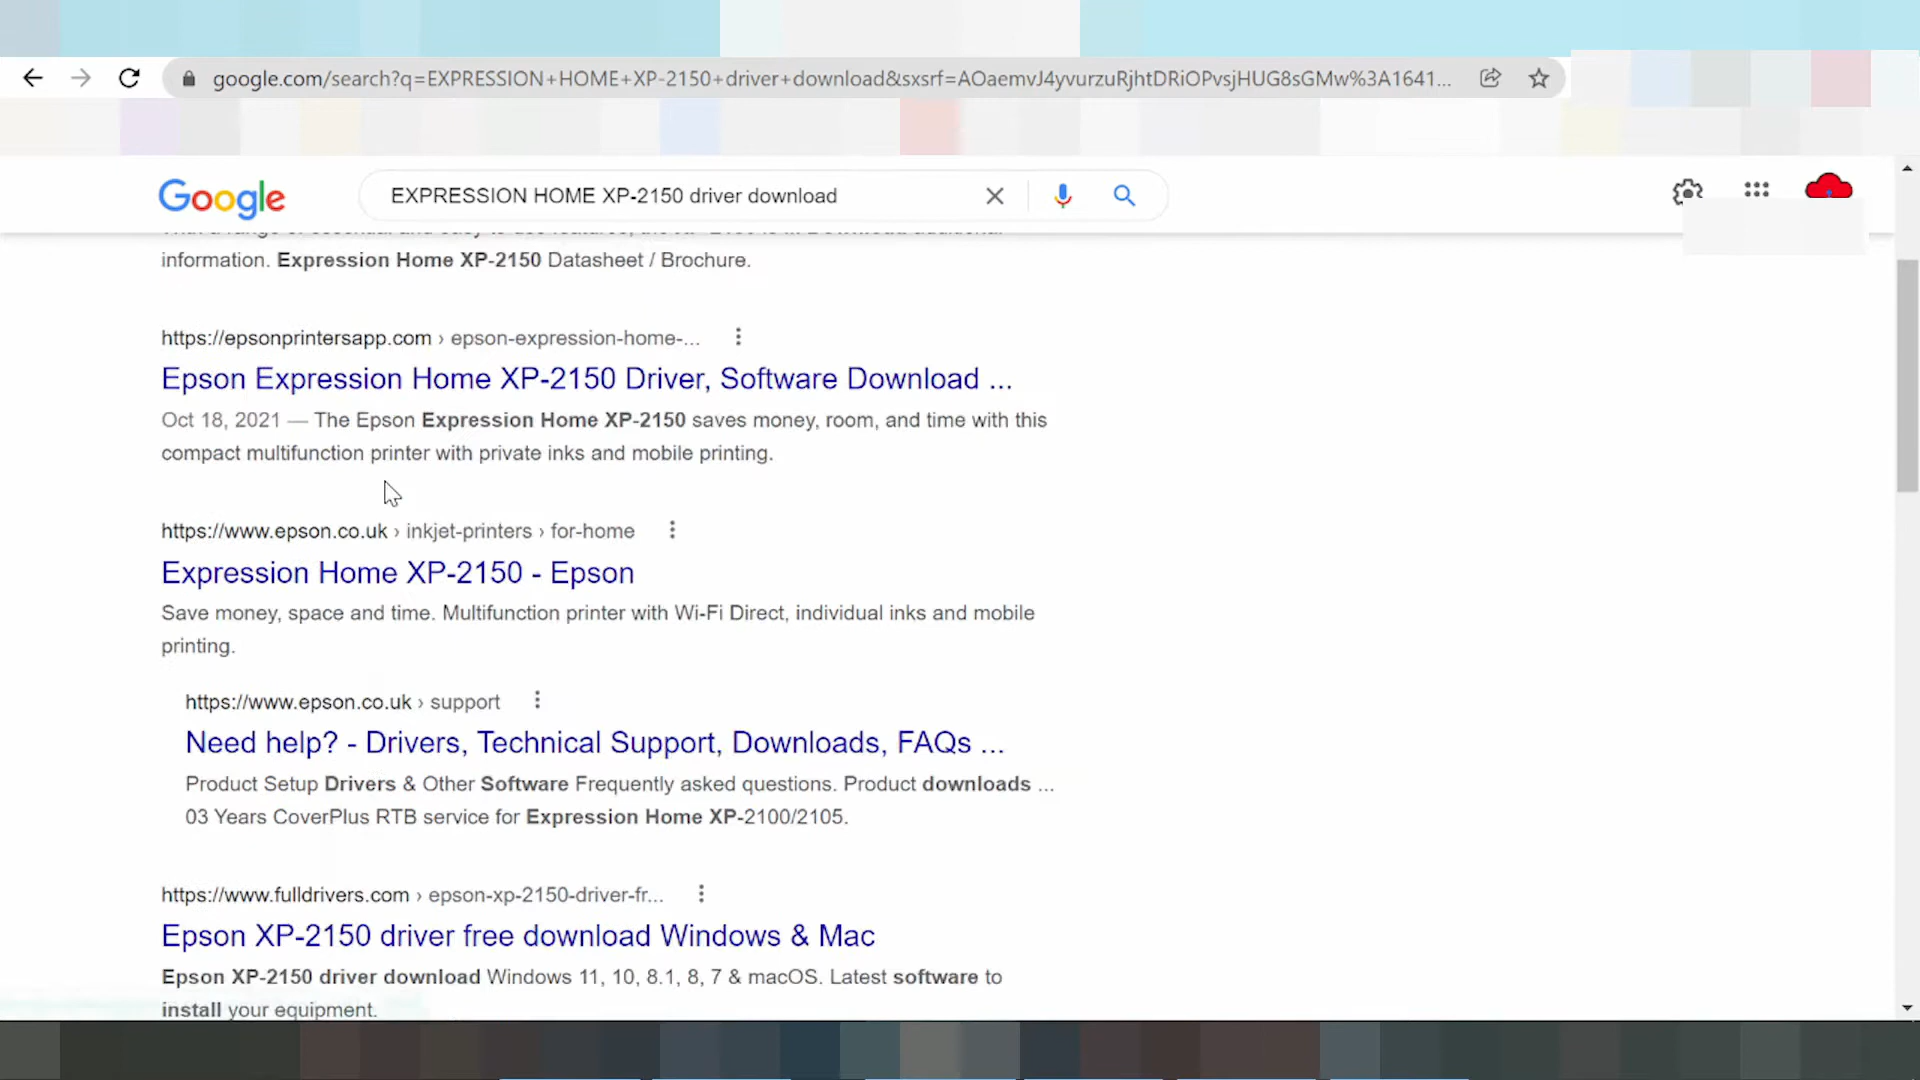 google.com/search?q=EXPRESSION+HOME+XP-2150+driver+download&sxsrf=AOaemvJ4yvurzuRjhtDRiOPvsjHUG8sGMw%3A1641...
Google
EXPRESSION HOME XP-2150 driver download
information. Expression Home XP-2150 Datasheet / Brochure.
https://epsonprintersapp.com › epson-expression-home-...
Epson Expression Home XP-2150 Driver, Software Download ...
Oct 18, 2021 — The Epson Expression Home XP-2150 saves money, room, and time with this
compact multifunction printer with private inks and mobile printing.
https://www.epson.co.uk › inkjet-printers › for-home
Expression Home XP-2150 - Epson
Save money, space and time. Multifunction printer with Wi-Fi Direct, individual inks and mobile
printing.
https://www.epson.co.uk › support
Need help? - Drivers, Technical Support, Downloads, FAQs ...
Product Setup Drivers & Other Software Frequently asked questions. Product downloads ...
03 Years CoverPlus RTB service for Expression Home XP-2100/2105.
https://www.fulldrivers.com › epson-xp-2150-driver-fr...
Epson XP-2150 driver free download Windows & Mac
Epson XP-2150 driver download Windows 11, 10, 8.1, 8, 7 & macOS. Latest software to
install your equipment.